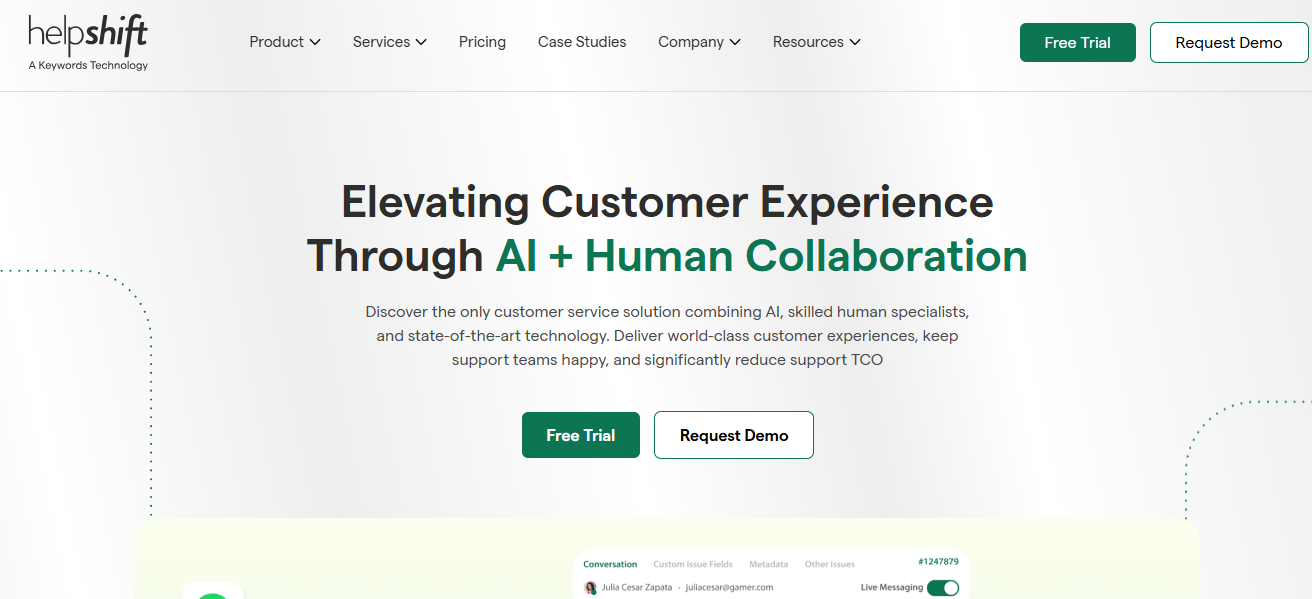 helpshift
A Keywords Technology
Product
Services
Pricing
Case Studies
Company
Resources
Free Trial
Request Demo
Elevating Customer Experience
Through AI + Human Collaboration
Discover the only customer service solution combining AI, skilled human specialists,
and state-of-the-art technology. Deliver world-class customer experiences, keep
support teams happy, and significantly reduce support TCO
Free Trial
Request Demo
Conversation
Custom Issue Fields
Metadata
Other Issues
#1247879
Julia Cesar Zapata · juliacesar@gamer.com
Live Messaging